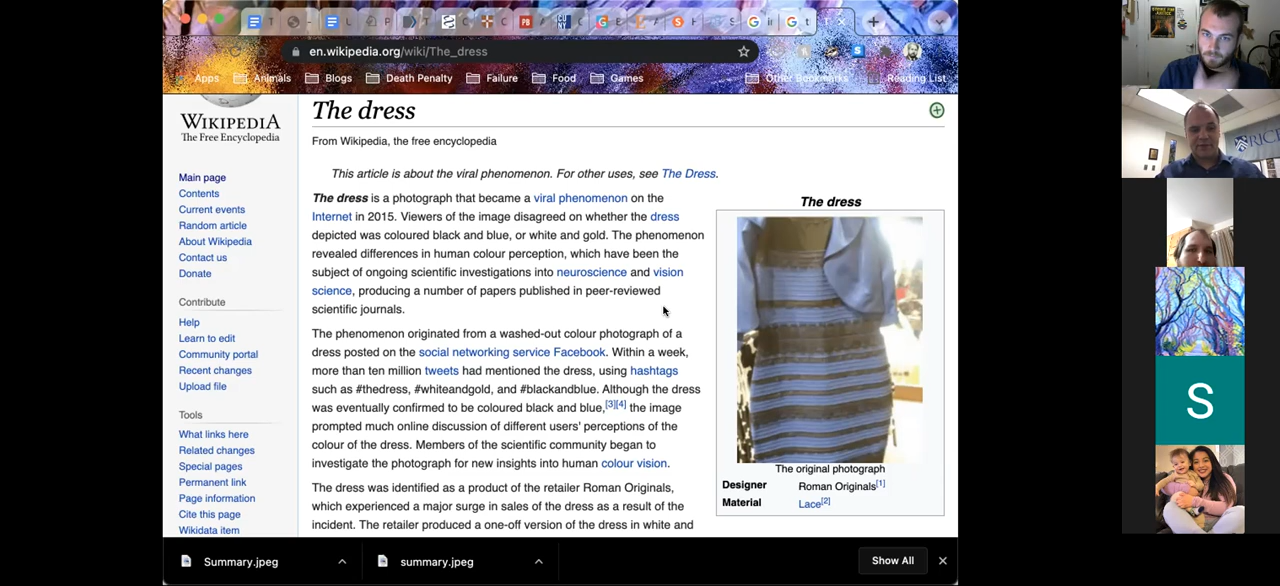 en.wikipedia.org/wiki/The_dress
Apps Animals Blogs Death Penalty Failure Food Games Other Bookmarks Reading List
WIKIPEDIA
The Free Encyclopedia
Main page
Contents
Current events
Random article
About Wikipedia
Contact us
Donate
Contribute
Help
Learn to edit
Community portal
Recent changes
Upload file
Tools
What links here
Related changes
Special pages
Permanent link
Page information
Cite this page
Wikidata item
The dress
From Wikipedia, the free encyclopedia
This article is about the viral phenomenon. For other uses, see The Dress.
The dress is a photograph that became a viral phenomenon on the
Internet in 2015. Viewers of the image disagreed on whether the dress
depicted was coloured black and blue, or white and gold. The phenomenon
revealed differences in human colour perception, which have been the
subject of ongoing scientific investigations into neuroscience and vision
science, producing a number of papers published in peer-reviewed
scientific journals.
The phenomenon originated from a washed-out colour photograph of a
dress posted on the social networking service Facebook. Within a week,
more than ten million tweets had mentioned the dress, using hashtags
such as #thedress, #whiteandgold, and #blackandblue. Although the dress
was eventually confirmed to be coloured black and blue,[3][4] the image
prompted much online discussion of different users' perceptions of the
colour of the dress. Members of the scientific community began to
investigate the photograph for new insights into human colour vision.
The dress was identified as a product of the retailer Roman Originals,
which experienced a major surge in sales of the dress as a result of the
incident. The retailer produced a one-off version of the dress in white and
The dress
The original photograph
Designer Roman Originals[1]
Material Lace[2]
Summary.jpeg
summary.jpeg
Show All
RICE
S